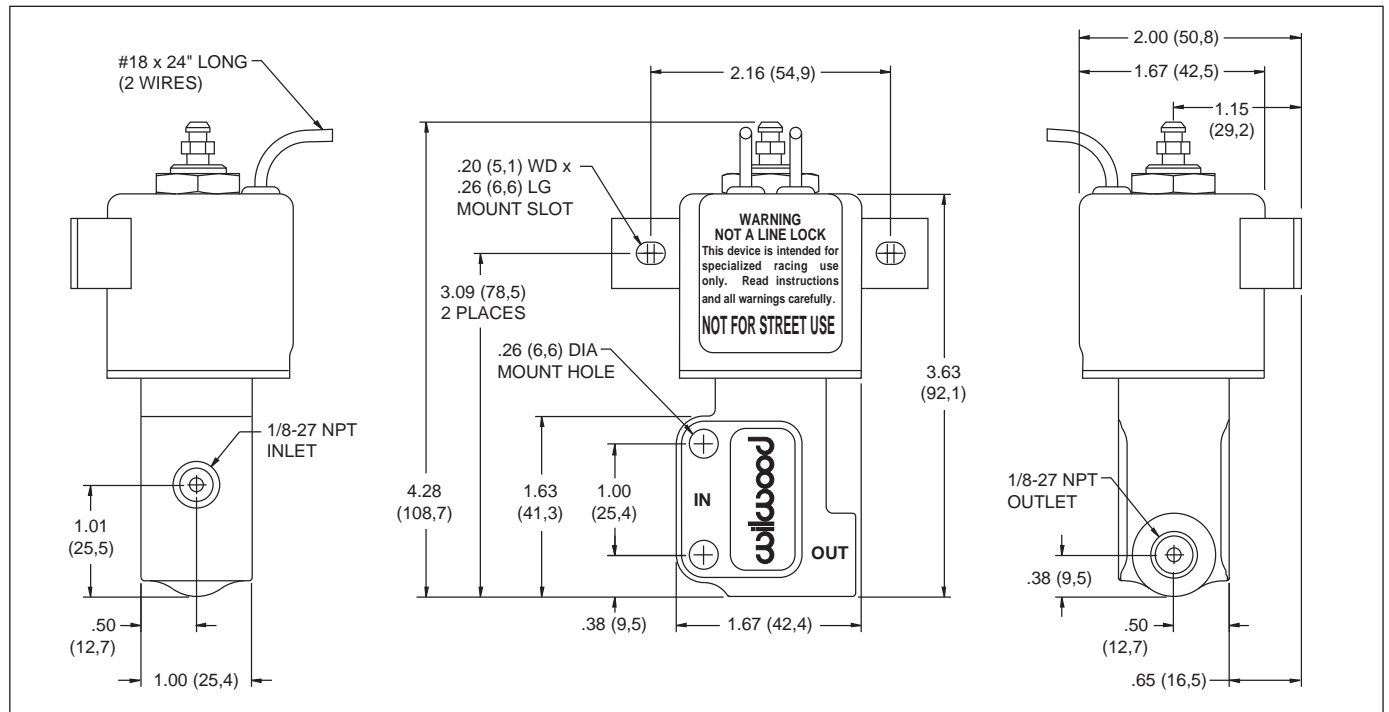 #18 x 24" LONG
(2 WIRES)
1/8-27 NPT
INLET
1.01
(25,5)
.50
(12,7)
1.00 (25,4)
2.16 (54,9)
.20 (5,1) WD x
.26 (6,6) LG
MOUNT SLOT
3.09 (78,5)
2 PLACES
.26 (6,6) DIA
MOUNT HOLE
4.28
(108,7)
1.63
(41,3)
1.00
(25,4)
.38 (9,5)
1.67 (42,4)
3.63
(92,1)
WARNING
NOT A LINE LOCK
This device is intended for
specialized racing use
only. Read instructions
and all warnings carefully.
NOT FOR STREET USE
IN
wilwood
OUT
2.00 (50,8)
1.67 (42,5)
1.15
(29,2)
1/8-27 NPT
OUTLET
.38 (9,5)
.50
(12,7)
.65 (16,5)